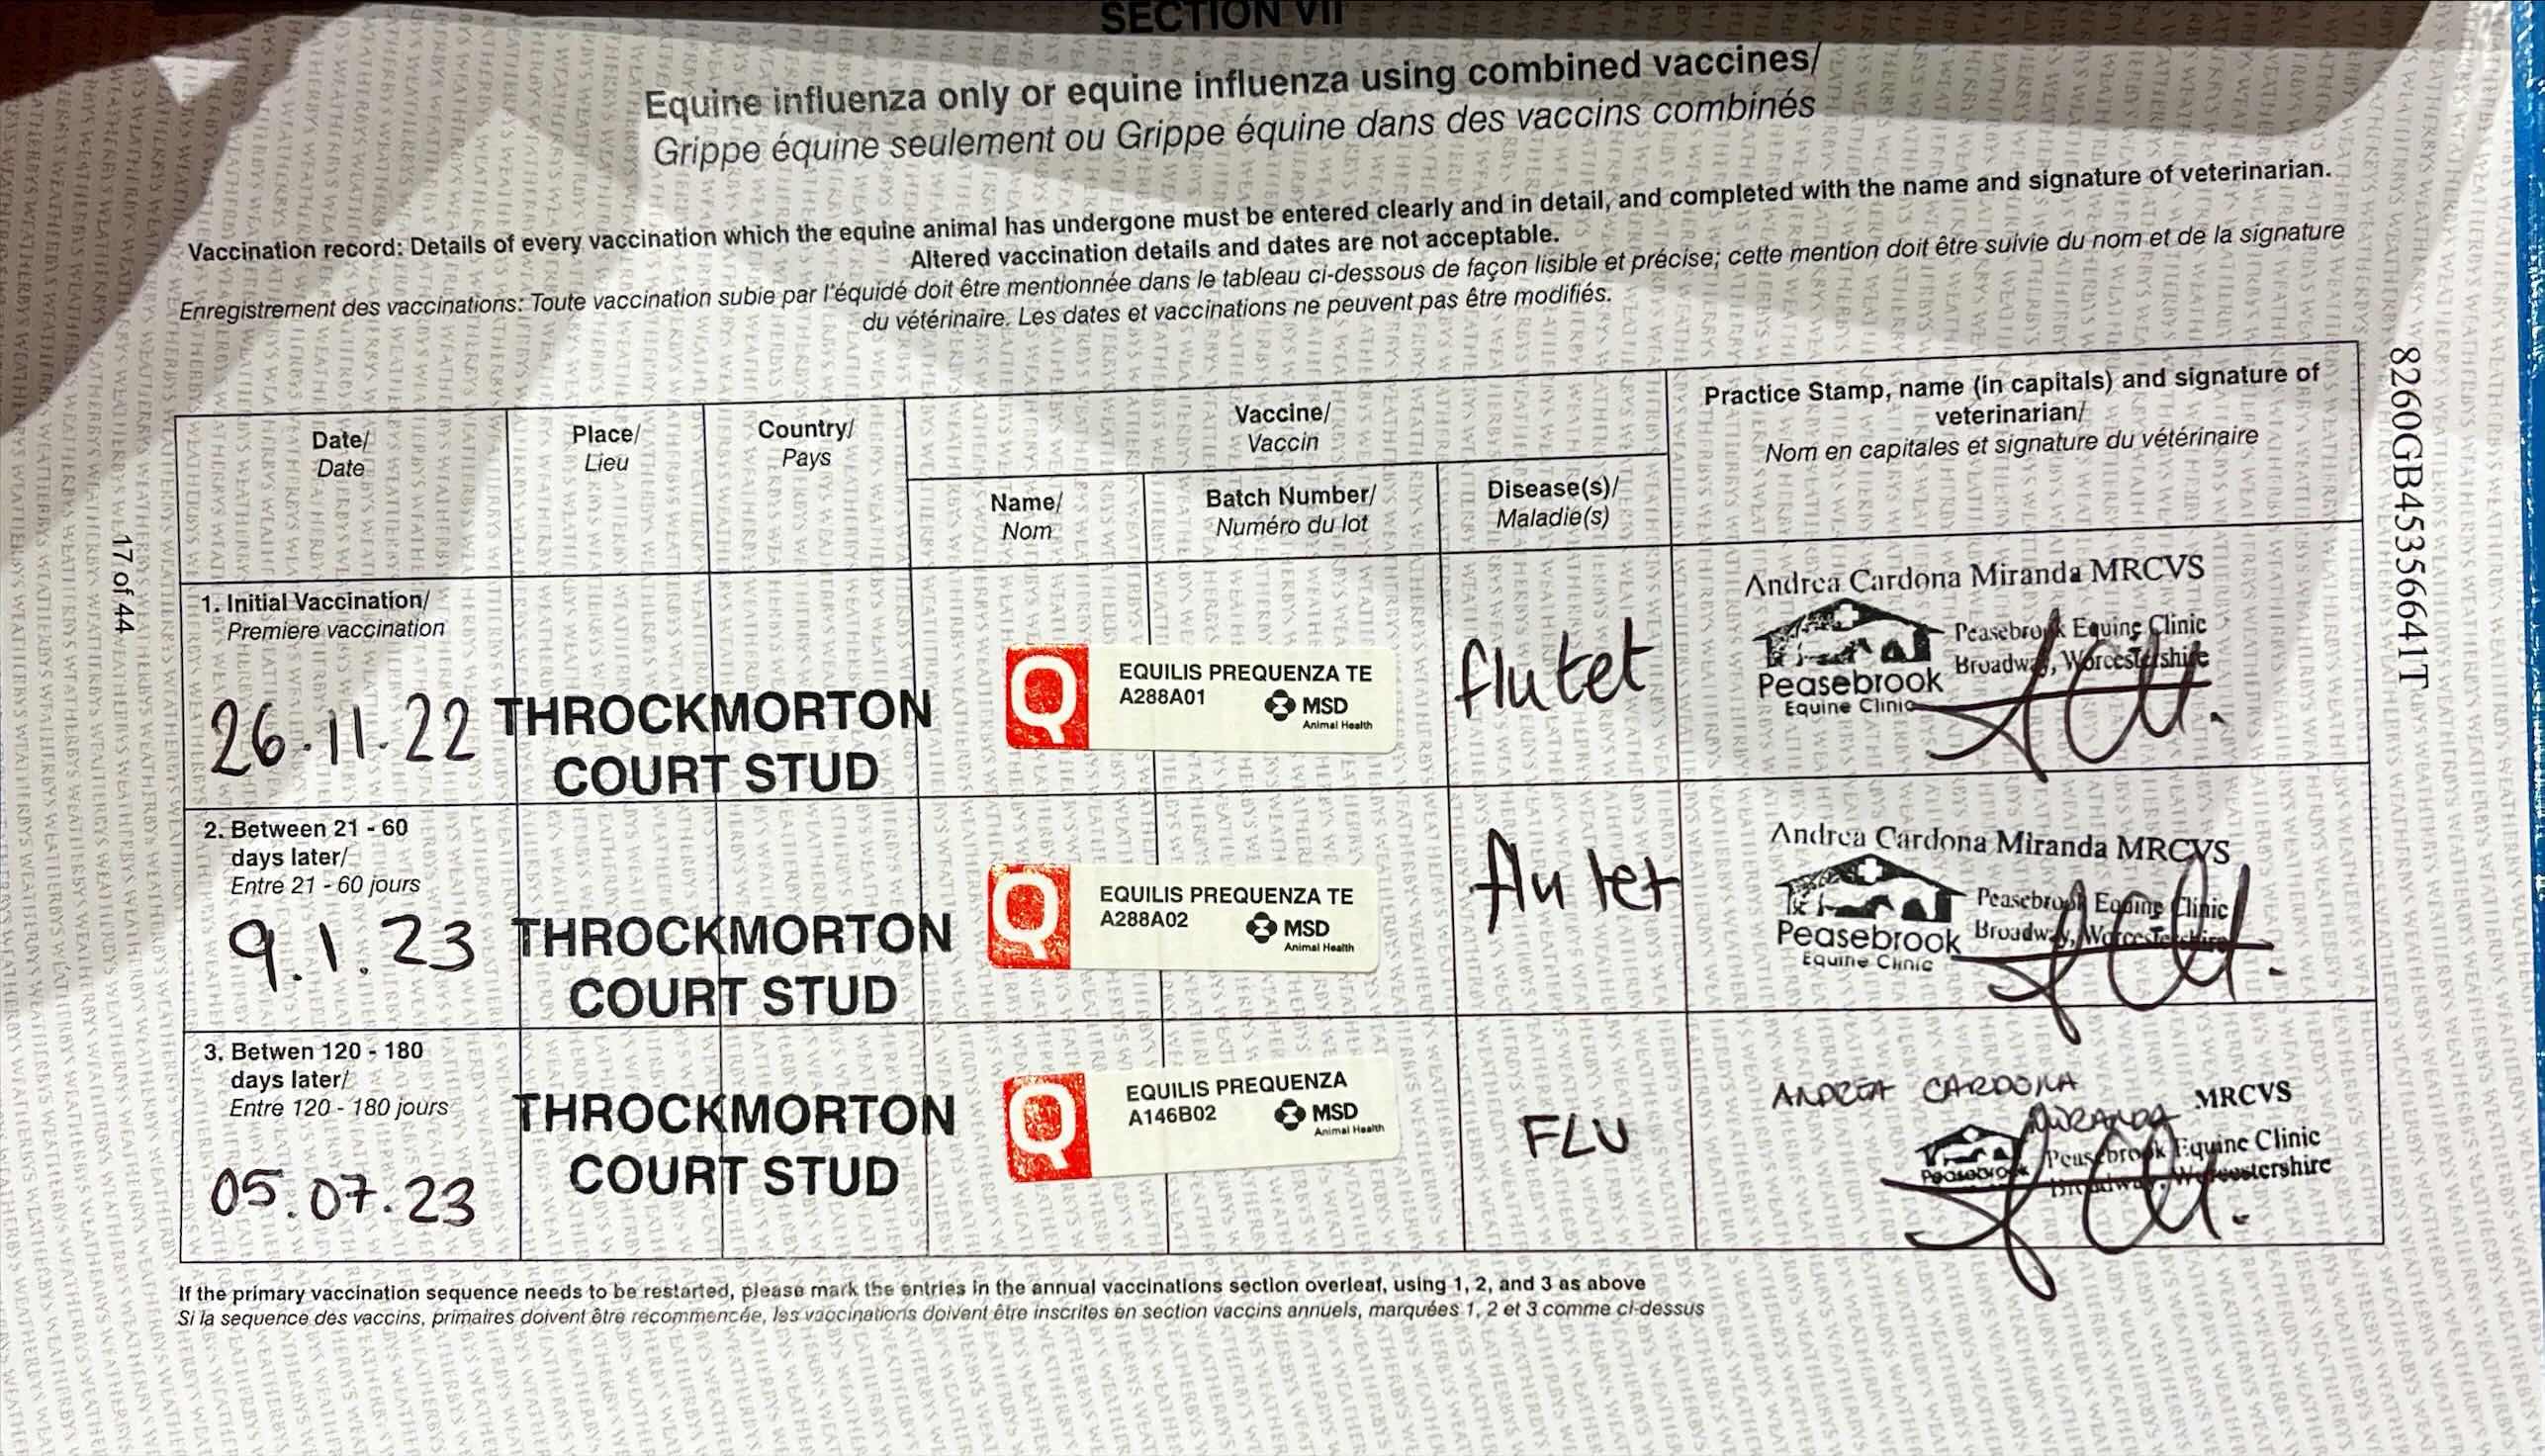 SECTION VII
Equine influenza only or equine influenza using combined vaccines/
Grippe équine seulement ou Grippe équine dans des vaccins combinés
Vaccination record: Details of every vaccination which the equine animal has undergone must be entered clearly and in detail, and completed with the name and signature of veterinarian.
Altered vaccination details and dates are not acceptable.
Enregistrement des vaccinations: Toute vaccination subie par l'équidé doit être mentionnée dans le tableau ci-dessous de façon lisible et précise; cette mention doit être suivie du nom et de la signature
du vétérinaire. Les dates et vaccinations ne peuvent pas être modifiés.
Date/
Date
Place/
Lieu
Country/
Pays
Vaccine/
Vaccin
Name/
Nom
Batch Number/
Numéro du lot
Disease(s)/
Maladie(s)
Practice Stamp, name (in capitals) and signature of
veterinarian/
Nom en capitales et signature du vétérinaire
1. Initial Vaccination/
Premiere vaccination
26.11.22
THROCKMORTON
COURT STUD
Q
EQUILIS PREQUENZA TE
A288A01
MSD
Animal Health
flu tet
Andrea Cardona Miranda MRCVS
Peasebrook Equine Clinic
Broadway, Worcestershire
Peasebrook
Equine Clinic
2. Between 21 - 60
days later/
Entre 21 - 60 jours
9.1.23
THROCKMORTON
COURT STUD
Q
EQUILIS PREQUENZA TE
A288A02
MSD
Animal Health
flu tet
Andrea Cardona Miranda MRCVS
Peasebrook Equine Clinic
Broadway, Worcestershire
Peasebrook
Equine Clinic
3. Betwen 120 - 180
days later/
Entre 120 - 180 jours
05.07.23
THROCKMORTON
COURT STUD
Q
EQUILIS PREQUENZA
A146B02
MSD
Animal Health
FLU
ANDREA CARDONA
MIRANDA MRCVS
Peasebrook Equine Clinic
Peasebrook
Broadway, Worcestershire
If the primary vaccination sequence needs to be restarted, please mark the entries in the annual vaccinations section overleaf, using 1, 2, and 3 as above
Si la sequence des vaccins, primaires doivent être recommencée, les vaccinations doivent être inscrites en section vaccins annuels, marquées 1, 2 et 3 comme ci-dessus
17 of 44
8260GB45356641T